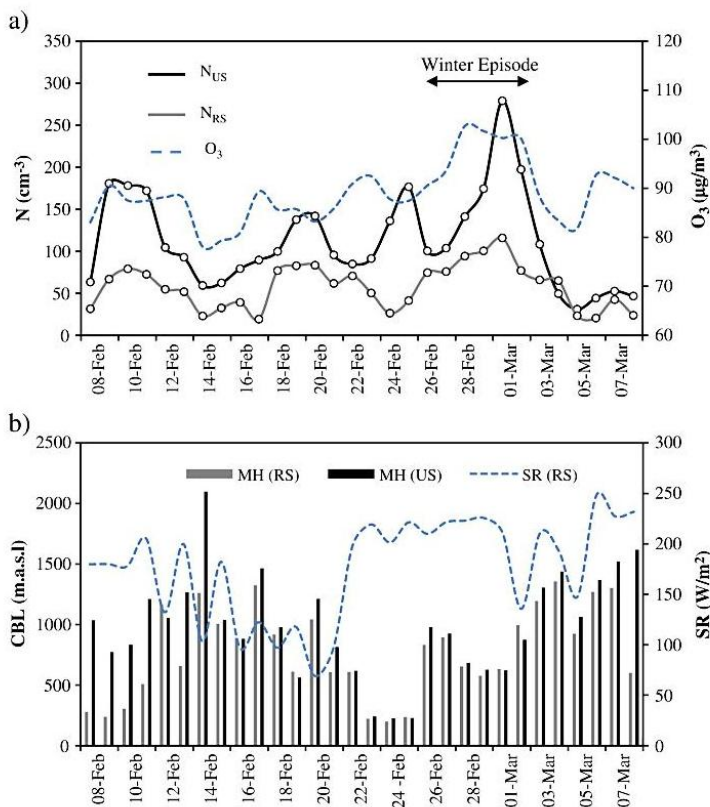 a)
350
300
250
200
150
100
50
0
N (cm-3)
N_US
N_RS
O3
Winter Episode
120
110
100
90
80
70
60
O3 (µg/m3)
08-Feb
10-Feb
12-Feb
14-Feb
16-Feb
18-Feb
20-Feb
22-Feb
24-Feb
26-Feb
28-Feb
01-Mar
03-Mar
05-Mar
07-Mar
b)
2500
2000
1500
1000
500
0
CBL (m.a.s.l)
MH (RS) MH (US) SR (RS)
300
250
200
150
100
50
0
SR (W/m2)
08-Feb
10-Feb
12-Feb
14-Feb
16-Feb
18-Feb
20-Feb
22-Feb
24 -Feb
26-Feb
28-Feb
01-Mar
03-Mar
05-Mar
07-Mar